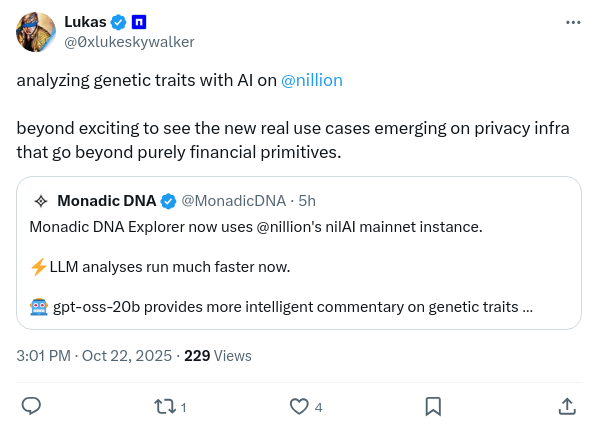 Lukas
@0xlukeskywalker
analyzing genetic traits with AI on @nillion
beyond exciting to see the new real use cases emerging on privacy infra
that go beyond purely financial primitives.
Monadic DNA @MonadicDNA · 5h
Monadic DNA Explorer now uses @nillion's nilAI mainnet instance.
⚡LLM analyses run much faster now.
🤖 gpt-oss-20b provides more intelligent commentary on genetic traits ...
3:01 PM · Oct 22, 2025 · 229 Views
1 4